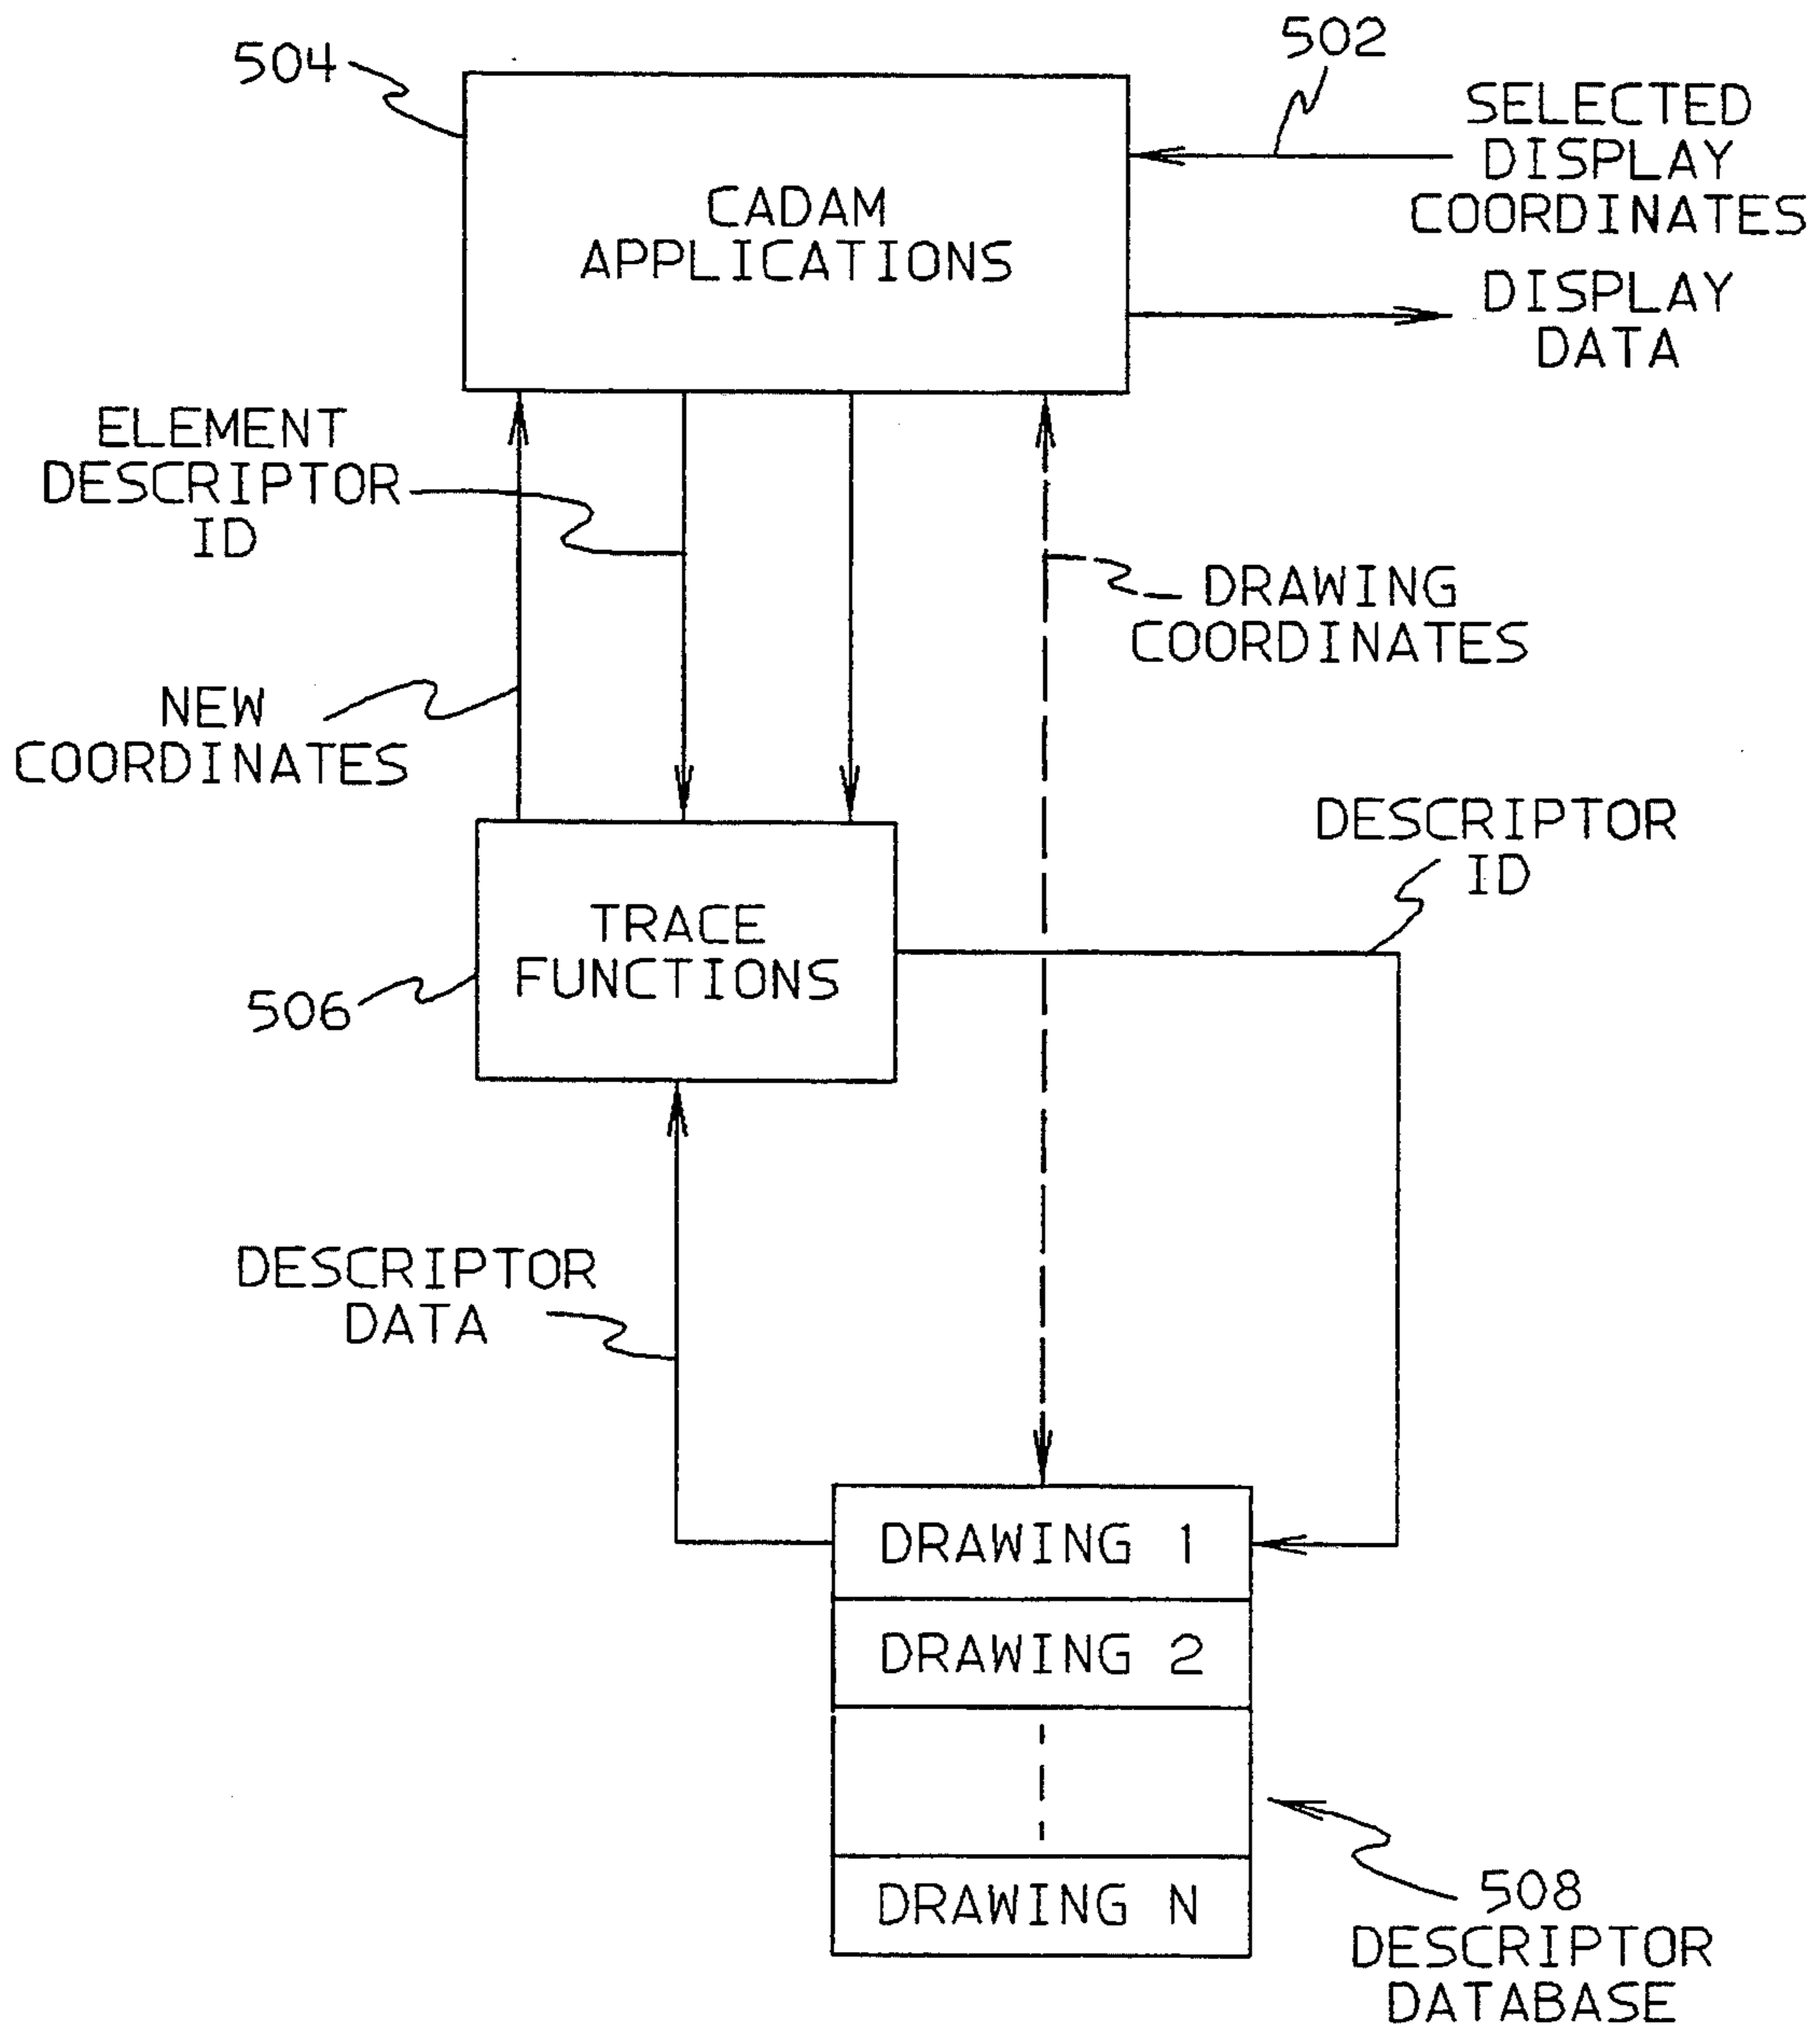 504
502
SELECTED
DISPLAY
COORDINATES
CADAM
APPLICATIONS
DISPLAY
DATA
ELEMENT
DESCRIPTOR
ID
DRAWING
COORDINATES
NEW
COORDINATES
DESCRIPTOR
ID
TRACE
FUNCTIONS
506
DESCRIPTOR
DATA
DRAWING 1
DRAWING 2
DRAWING N
508
DESCRIPTOR
DATABASE